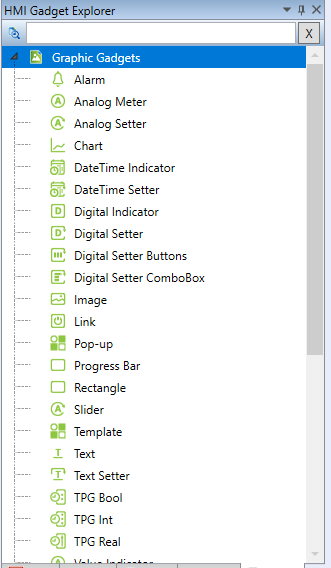 HMI Gadget Explorer
X
Graphic Gadgets
Alarm
Analog Meter
Analog Setter
Chart
DateTime Indicator
DateTime Setter
Digital Indicator
Digital Setter
Digital Setter Buttons
Digital Setter ComboBox
Image
Link
Pop-up
Progress Bar
Rectangle
Slider
Template
Text
Text Setter
TPG Bool
TPG Int
TPG Real
Value Indicator